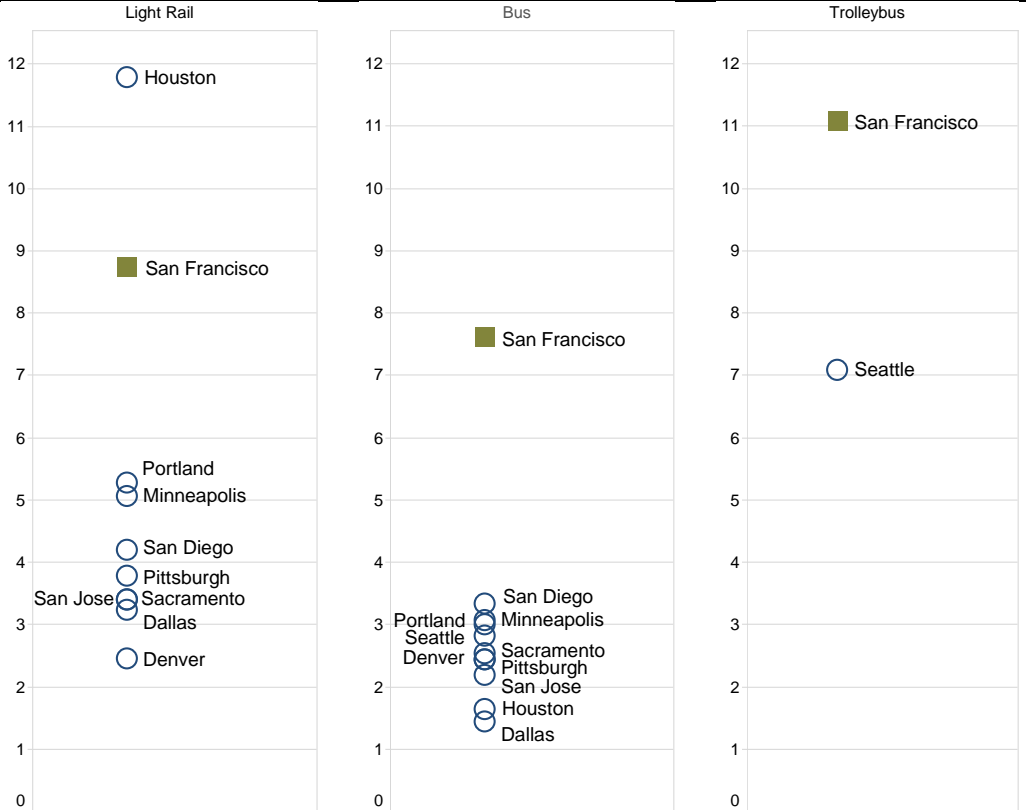 Light Rail
12
11
10
9
8
7
6
5
4
3
2
1
0
Houston
San Francisco
Portland
Minneapolis
San Diego
Pittsburgh
San Jose Sacramento
Dallas
Denver
Bus
12
11
10
9
8
7
6
5
4
3
2
1
0
San Francisco
San Diego
Portland Minneapolis
Seattle
Sacramento
Denver
Pittsburgh
San Jose
Houston
Dallas
Trolleybus
12
11
10
9
8
7
6
5
4
3
2
1
0
San Francisco
Seattle